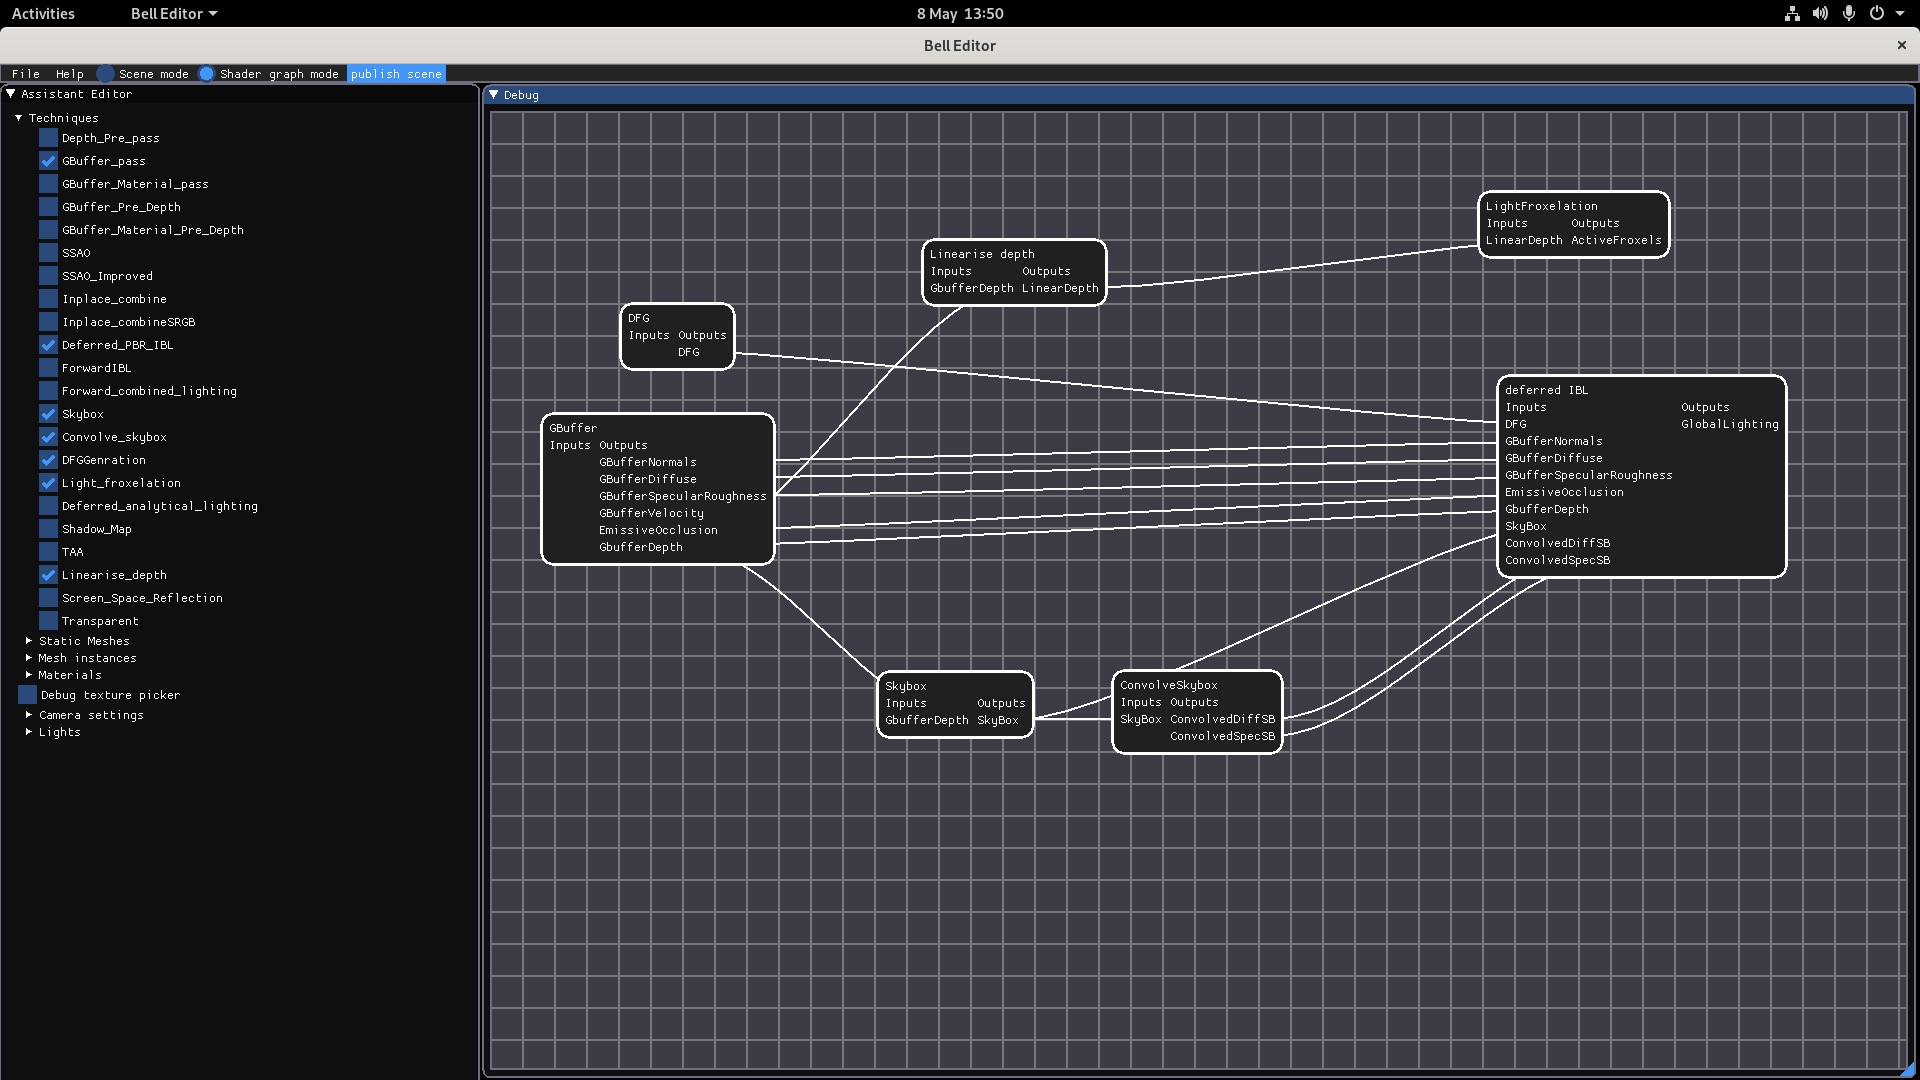 Activities Bell Editor 8 May 13:50
Bell Editor
File Help Scene mode Shader graph mode publish scene
Assistant Editor
Techniques
Depth_Pre_pass
GBuffer_pass
GBuffer_Material_pass
GBuffer_Pre_Depth
GBuffer_Material_Pre_Depth
SSAO
SSAO_Improved
Inplace_combine
Inplace_combineSRGB
Deferred_PBR_IBL
ForwardIBL
Forward_combined_lighting
Skybox
Convolve_skybox
DFGGenration
Light_froxelation
Deferred_analytical_lighting
Shadow_Map
TAA
Linearise_depth
Screen_Space_Reflection
Transparent
Static Meshes
Mesh instances
Materials
Debug texture picker
Camera settings
Lights
Debug
LightFroxelation
Inputs Outputs
LinearDepth ActiveFroxels
Linearise depth
Inputs Outputs
GbufferDepth LinearDepth
DFG
Inputs Outputs
DFG
GBuffer
Inputs Outputs
GBufferNormals
GBufferDiffuse
GBufferSpecularRoughness
GBufferVelocity
EmissiveOcclusion
GbufferDepth
deferred IBL
Inputs Outputs
DFG GlobalLighting
GBufferNormals
GBufferDiffuse
GBufferSpecularRoughness
EmissiveOcclusion
GbufferDepth
SkyBox
ConvolvedDiffSB
ConvolvedSpecSB
Skybox
Inputs Outputs
GbufferDepth SkyBox
ConvolveSkybox
Inputs Outputs
SkyBox ConvolvedDiffSB
ConvolvedSpecSB